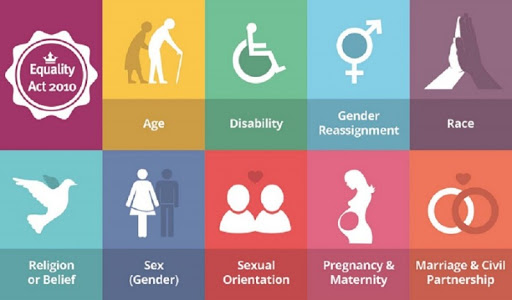 Equality
Act 2010
Age
Disability
Gender
Reassignment
Race
Religion
or Belief
Sex
(Gender)
Sexual
Orientation
Pregnancy &
Maternity
Marriage & Civil
Partnership